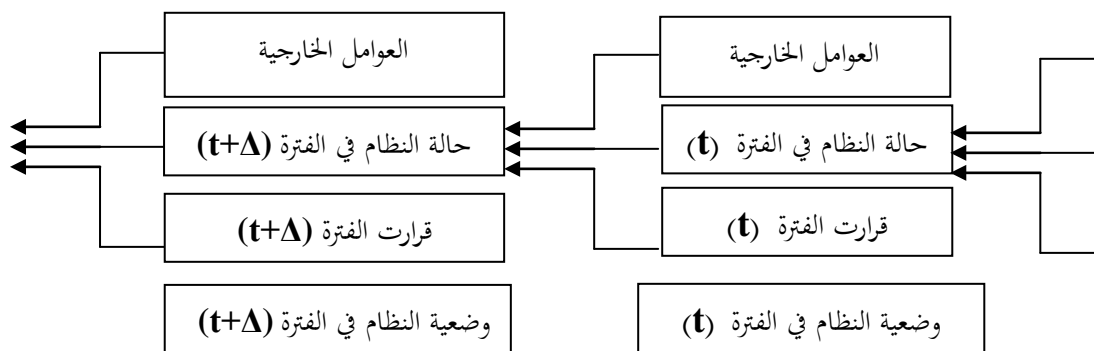 العوامل الخارجية
حالة النظام في الفترة (t)
قرارت الفترة (t)
وضعية النظام في الفترة (t)
العوامل الخارجية
حالة النظام في الفترة (t+Δ)
قرارت الفترة (t+Δ)
وضعية النظام في الفترة (t+Δ)